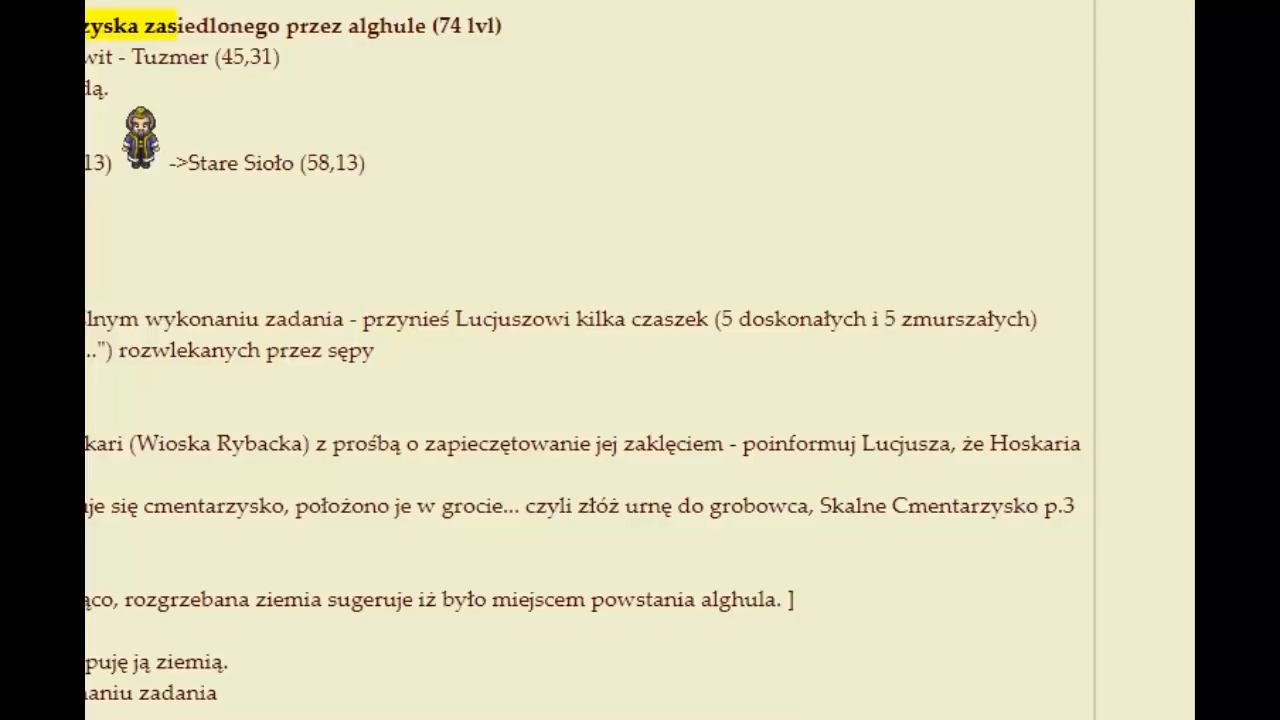 zyska zasiedlonego przez alghule (74 lvl)
wit - Tuzmer (45,31)
dą.
13) ->Stare Sioło (58,13)
lnym wykonaniu zadania - przynieś Lucjuszowi kilka czaszek (5 doskonałych i 5 zmurszałych)
..") rozwlekanych przez sępy
kari (Wioska Rybacka) z prośbą o zapieczętowanie jej zaklęciem - poinformuj Lucjusza, że Hoskaria
je się cmentarzysko, położono je w grocie... czyli złóż urnę do grobowca, Skalne Cmentarzysko p.3
ąco, rozgrzebana ziemia sugeruje iż było miejscem powstania alghula. ]
puję ją ziemią.
naniu zadania